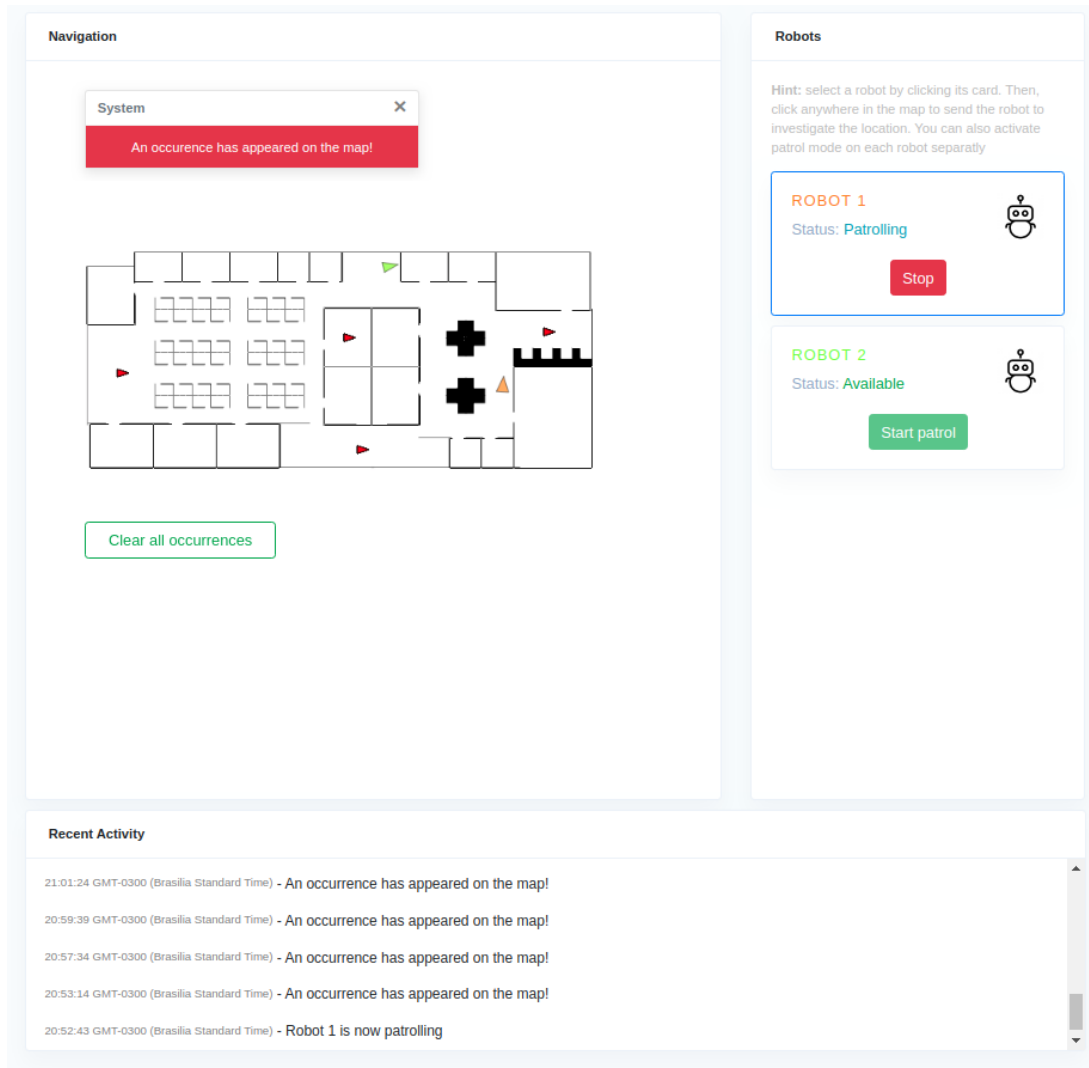 Navigation
System
×
An occurence has appeared on the map!
Clear all occurrences
Robots
Hint: select a robot by clicking its card. Then,
click anywhere in the map to send the robot to
investigate the location. You can also activate
patrol mode on each robot separatly
ROBOT 1
Status: Patrolling
Stop
ROBOT 2
Status: Available
Start patrol
Recent Activity
21:01:24 GMT-0300 (Brasilia Standard Time) - An occurrence has appeared on the map!
20:59:39 GMT-0300 (Brasilia Standard Time) - An occurrence has appeared on the map!
20:57:34 GMT-0300 (Brasilia Standard Time) - An occurrence has appeared on the map!
20:53:14 GMT-0300 (Brasilia Standard Time) - An occurrence has appeared on the map!
20:52:43 GMT-0300 (Brasilia Standard Time) - Robot 1 is now patrolling